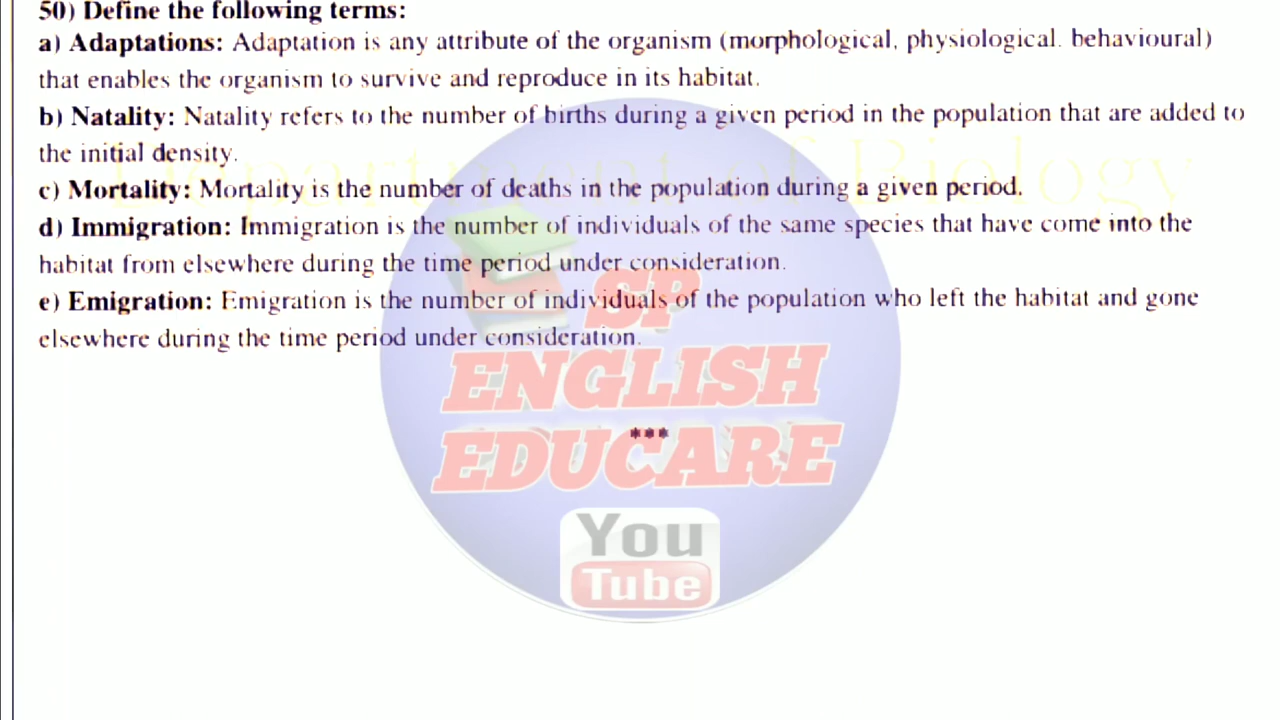 50) Define the following terms:
a) Adaptations: Adaptation is any attribute of the organism (morphological, physiological. behavioural)
that enables the organism to survive and reproduce in its habitat.
b) Natality: Natality refers to the number of births during a given period in the population that are added to
the initial density.
Department of Biology
c) Mortality: Mortality is the number of deaths in the population during a given period.
d) Immigration: Immigration is the number of individuals of the same species that have come into the
habitat from elsewhere during the time period under consideration.
e) Emigration: Emigration is the number of individuals of the population who left the habitat and gone
elsewhere during the time period under consideration.
SP
ENGLISH
***
EDUCARE
You
Tube